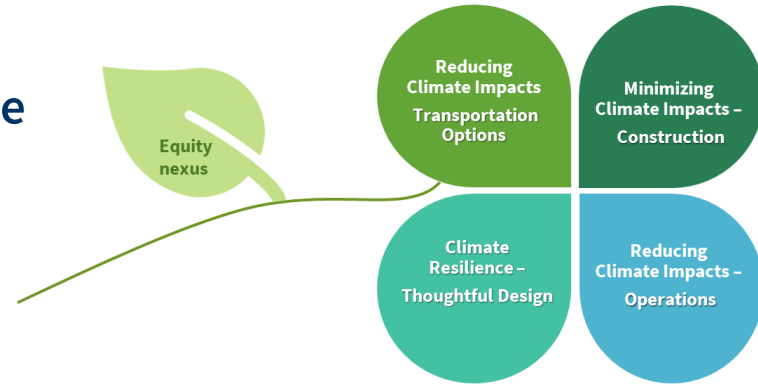 e
Equity
nexus
Reducing
Climate Impacts
Transportation
Options
Minimizing
Climate Impacts –
Construction
Climate
Resilience –
Thoughtful Design
Reducing
Climate Impacts –
Operations